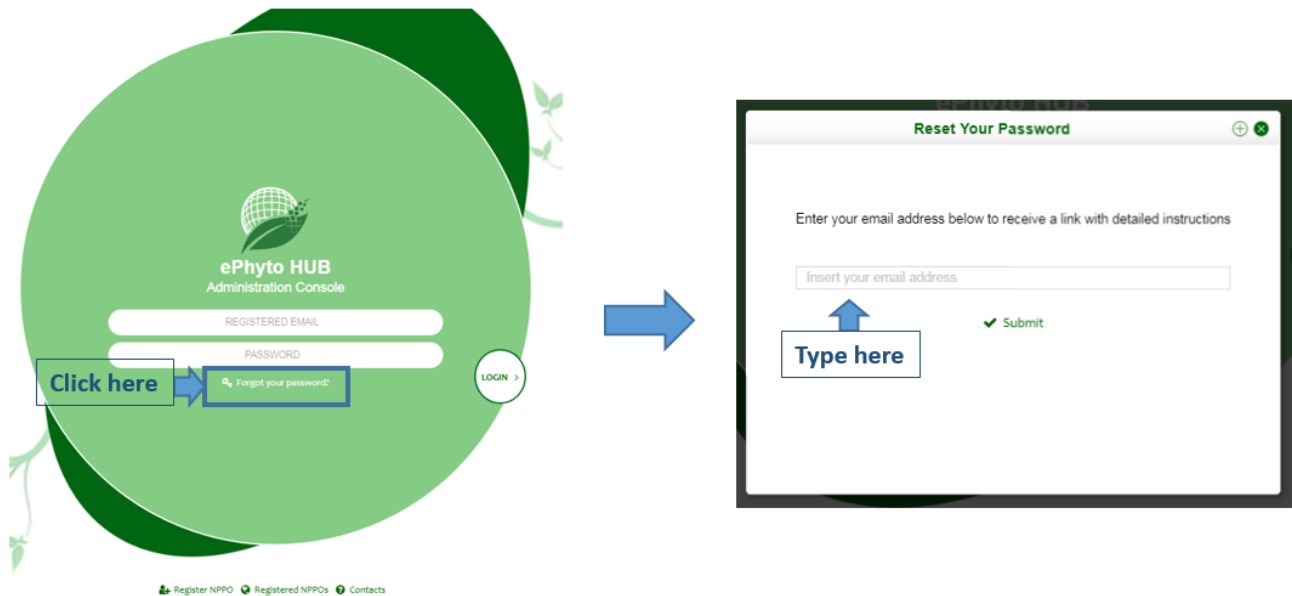 ePhyto HUB
Administration Console
REGISTERED EMAIL
PASSWORD
Click here
Forgot your password?
LOGIN >
Register NPPO Registered NPPOs Contacts
ePhyto HUB
Reset Your Password
Enter your email address below to receive a link with detailed instructions
Insert your email address
Submit
Type here